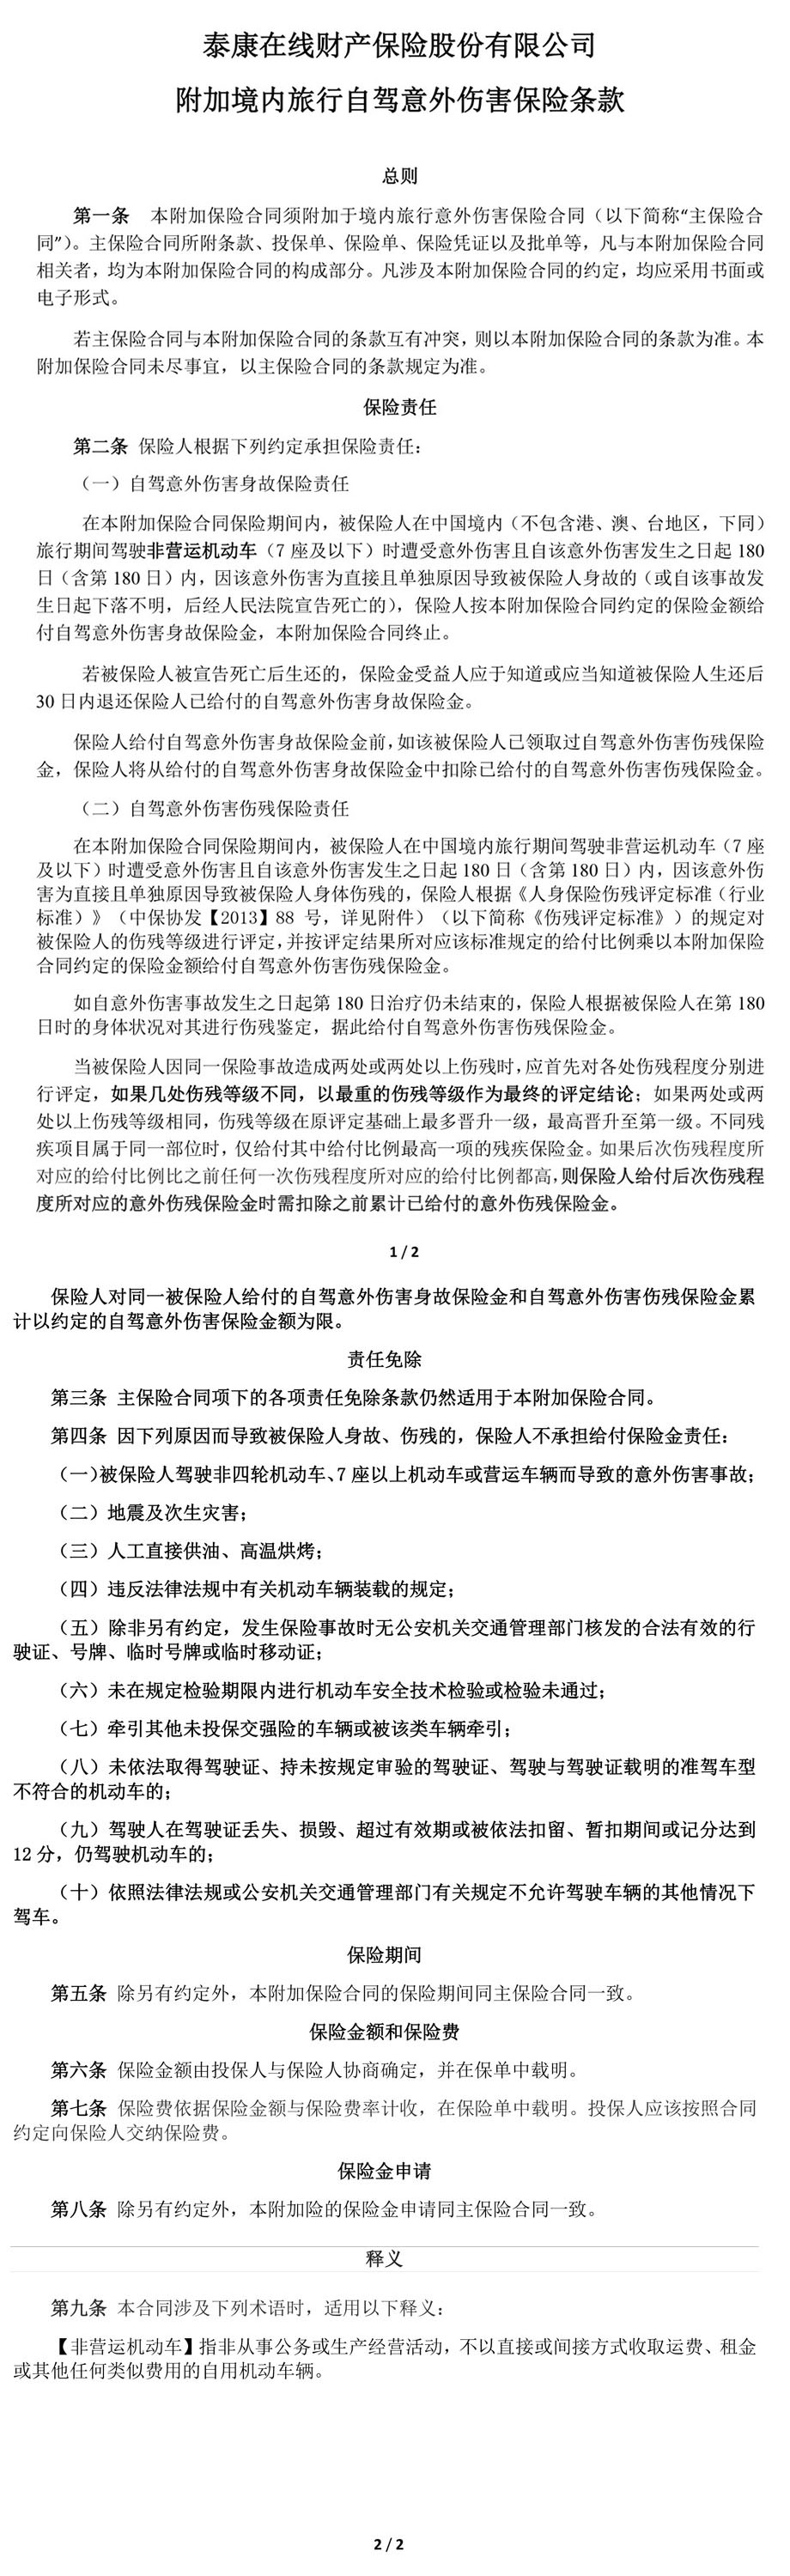 泰康在线财产保险股份有限公司
附加境内旅行自驾意外伤害保险条款
总则
第一条 本附加保险合同须附加于境内旅行意外伤害保险合同（以下简称“主保险合
同”）。主保险合同所附条款、投保单、保险单、保险凭证以及批单等，凡与本附加保险合同
相关者，均为本附加保险合同的构成部分。凡涉及本附加保险合同的约定，均应采用书面或
电子形式。
若主保险合同与本附加保险合同的条款互有冲突，则以本附加保险合同的条款为准。本
附加保险合同未尽事宜，以主保险合同的条款规定为准。
保险责任
第二条 保险人根据下列约定承担保险责任：
（一）自驾意外伤害身故保险责任
在本附加保险合同保险期间内，被保险人在中国境内（不包含港、澳、台地区，下同）
旅行期间驾驶非营运机动车（7 座及以下）时遭受意外伤害且自该意外伤害发生之日起 180
日（含第 180 日）内，因该意外伤害为直接且单独原因导致被保险人身故的（或自该事故发
生日起下落不明，后经人民法院宣告死亡的），保险人按本附加保险合同约定的保险金额给
付自驾意外伤害身故保险金，本附加保险合同终止。
若被保险人被宣告死亡后生还的，保险金受益人应于知道或应当知道被保险人生还后
30 日内退还保险人已给付的自驾意外伤害身故保险金。
保险人给付自驾意外伤害身故保险金前，如该被保险人已领取过自驾意外伤害伤残保险
金，保险人将从给付的自驾意外伤害身故保险金中扣除已给付的自驾意外伤害伤残保险金。
（二）自驾意外伤害伤残保险责任
在本附加保险合同保险期间内，被保险人在中国境内旅行期间驾驶非营运机动车（7 座
及以下）时遭受意外伤害且自该意外伤害发生之日起 180 日（含第 180 日）内，因该意外伤
害为直接且单独原因导致被保险人身体伤残的，保险人根据《人身保险伤残评定标准（行业
标准）》（中保协发【2013】88 号，详见附件）（以下简称《伤残评定标准》）的规定对
被保险人的伤残等级进行评定，并按评定结果所对应该标准规定的给付比例乘以本附加保险
合同约定的保险金额给付自驾意外伤害伤残保险金。
如自意外伤害事故发生之日起第 180 日治疗仍未结束的，保险人根据被保险人在第 180
日时的身体状况对其进行伤残鉴定，据此给付自驾意外伤害伤残保险金。
当被保险人因同一保险事故造成两处或两处以上伤残时，应首先对各处伤残程度分别进
行评定，如果几处伤残等级不同，以最重的伤残等级作为最终的评定结论；如果两处或两
处以上伤残等级相同，伤残等级在原评定基础上最多晋升一级，最高晋升至第一级。不同残
疾项目属于同一部位时，仅给付其中给付比例最高一项的残疾保险金。如果后次伤残程度所
对应的给付比例比之前任何一次伤残程度所对应的给付比例都高，则保险人给付后次伤残程
度所对应的意外伤残保险金时需扣除之前累计已给付的意外伤残保险金。
1 / 2
保险人对同一被保险人给付的自驾意外伤害身故保险金和自驾意外伤害伤残保险金累
计以约定的自驾意外伤害保险金额为限。
责任免除
第三条 主保险合同项下的各项责任免除条款仍然适用于本附加保险合同。
第四条 因下列原因而导致被保险人身故、伤残的，保险人不承担给付保险金责任：
（一）被保险人驾驶非四轮机动车、7 座以上机动车或营运车辆而导致的意外伤害事故；
（二）地震及次生灾害；
（三）人工直接供油、高温烘烤；
（四）违反法律法规中有关机动车辆装载的规定；
（五）除非另有约定，发生保险事故时无公安机关交通管理部门核发的合法有效的行
驶证、号牌、临时号牌或临时移动证；
（六）未在规定检验期限内进行机动车安全技术检验或检验未通过；
（七）牵引其他未投保交强险的车辆或被该类车辆牵引；
（八）未依法取得驾驶证、持未按规定审验的驾驶证、驾驶与驾驶证载明的准驾车型
不符合的机动车的；
（九）驾驶人在驾驶证丢失、损毁、超过有效期或被依法扣留、暂扣期间或记分达到
12 分，仍驾驶机动车的；
（十）依照法律法规或公安机关交通管理部门有关规定不允许驾驶车辆的其他情况下
驾车。
保险期间
第五条 除另有约定外，本附加保险合同的保险期间同主保险合同一致。
保险金额和保险费
第六条 保险金额由投保人与保险人协商确定，并在保单中载明。
第七条 保险费依据保险金额与保险费率计收，在保险单中载明。投保人应该按照合同
约定向保险人交纳保险费。
保险金申请
第八条 除另有约定外，本附加险的保险金申请同主保险合同一致。
释义
第九条 本合同涉及下列术语时，适用以下释义：
【非营运机动车】指非从事公务或生产经营活动，不以直接或间接方式收取运费、租金
或其他任何类似费用的自用机动车辆。
2 / 2